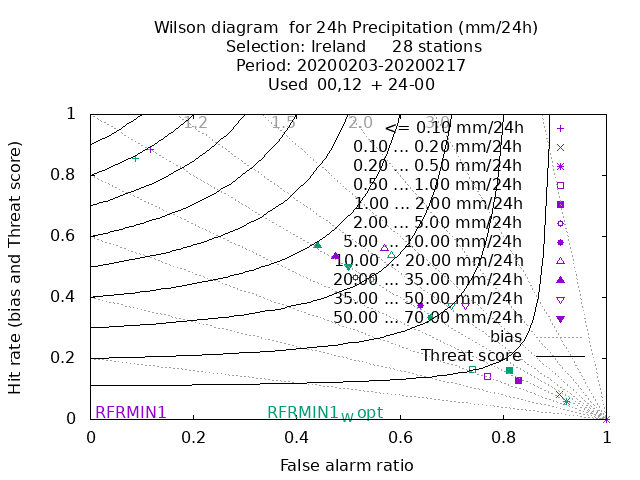 Wilson diagram  for 24h Precipitation (mm/24h)
Selection: Ireland     28 stations
Period: 20200203-20200217
Used  00,12  + 24-00
1.2 1.5 2.0 3.0
<= 0.10 mm/24h
0.10 ... 0.20 mm/24h
0.20 ... 0.50 mm/24h
0.50 ... 1.00 mm/24h
1.00 ... 2.00 mm/24h
2.00 ... 5.00 mm/24h
5.00 ... 10.00 mm/24h
10.00 ... 20.00 mm/24h
20.00 ... 35.00 mm/24h
35.00 ... 50.00 mm/24h
50.00 ... 70.00 mm/24h
bias
Threat score
Hit rate (bias and Threat score)
1
0.8
0.6
0.4
0.2
0
RFRMIN1 RFRMIN1W opt
0 0.2 0.4 0.6 0.8 1
False alarm ratio